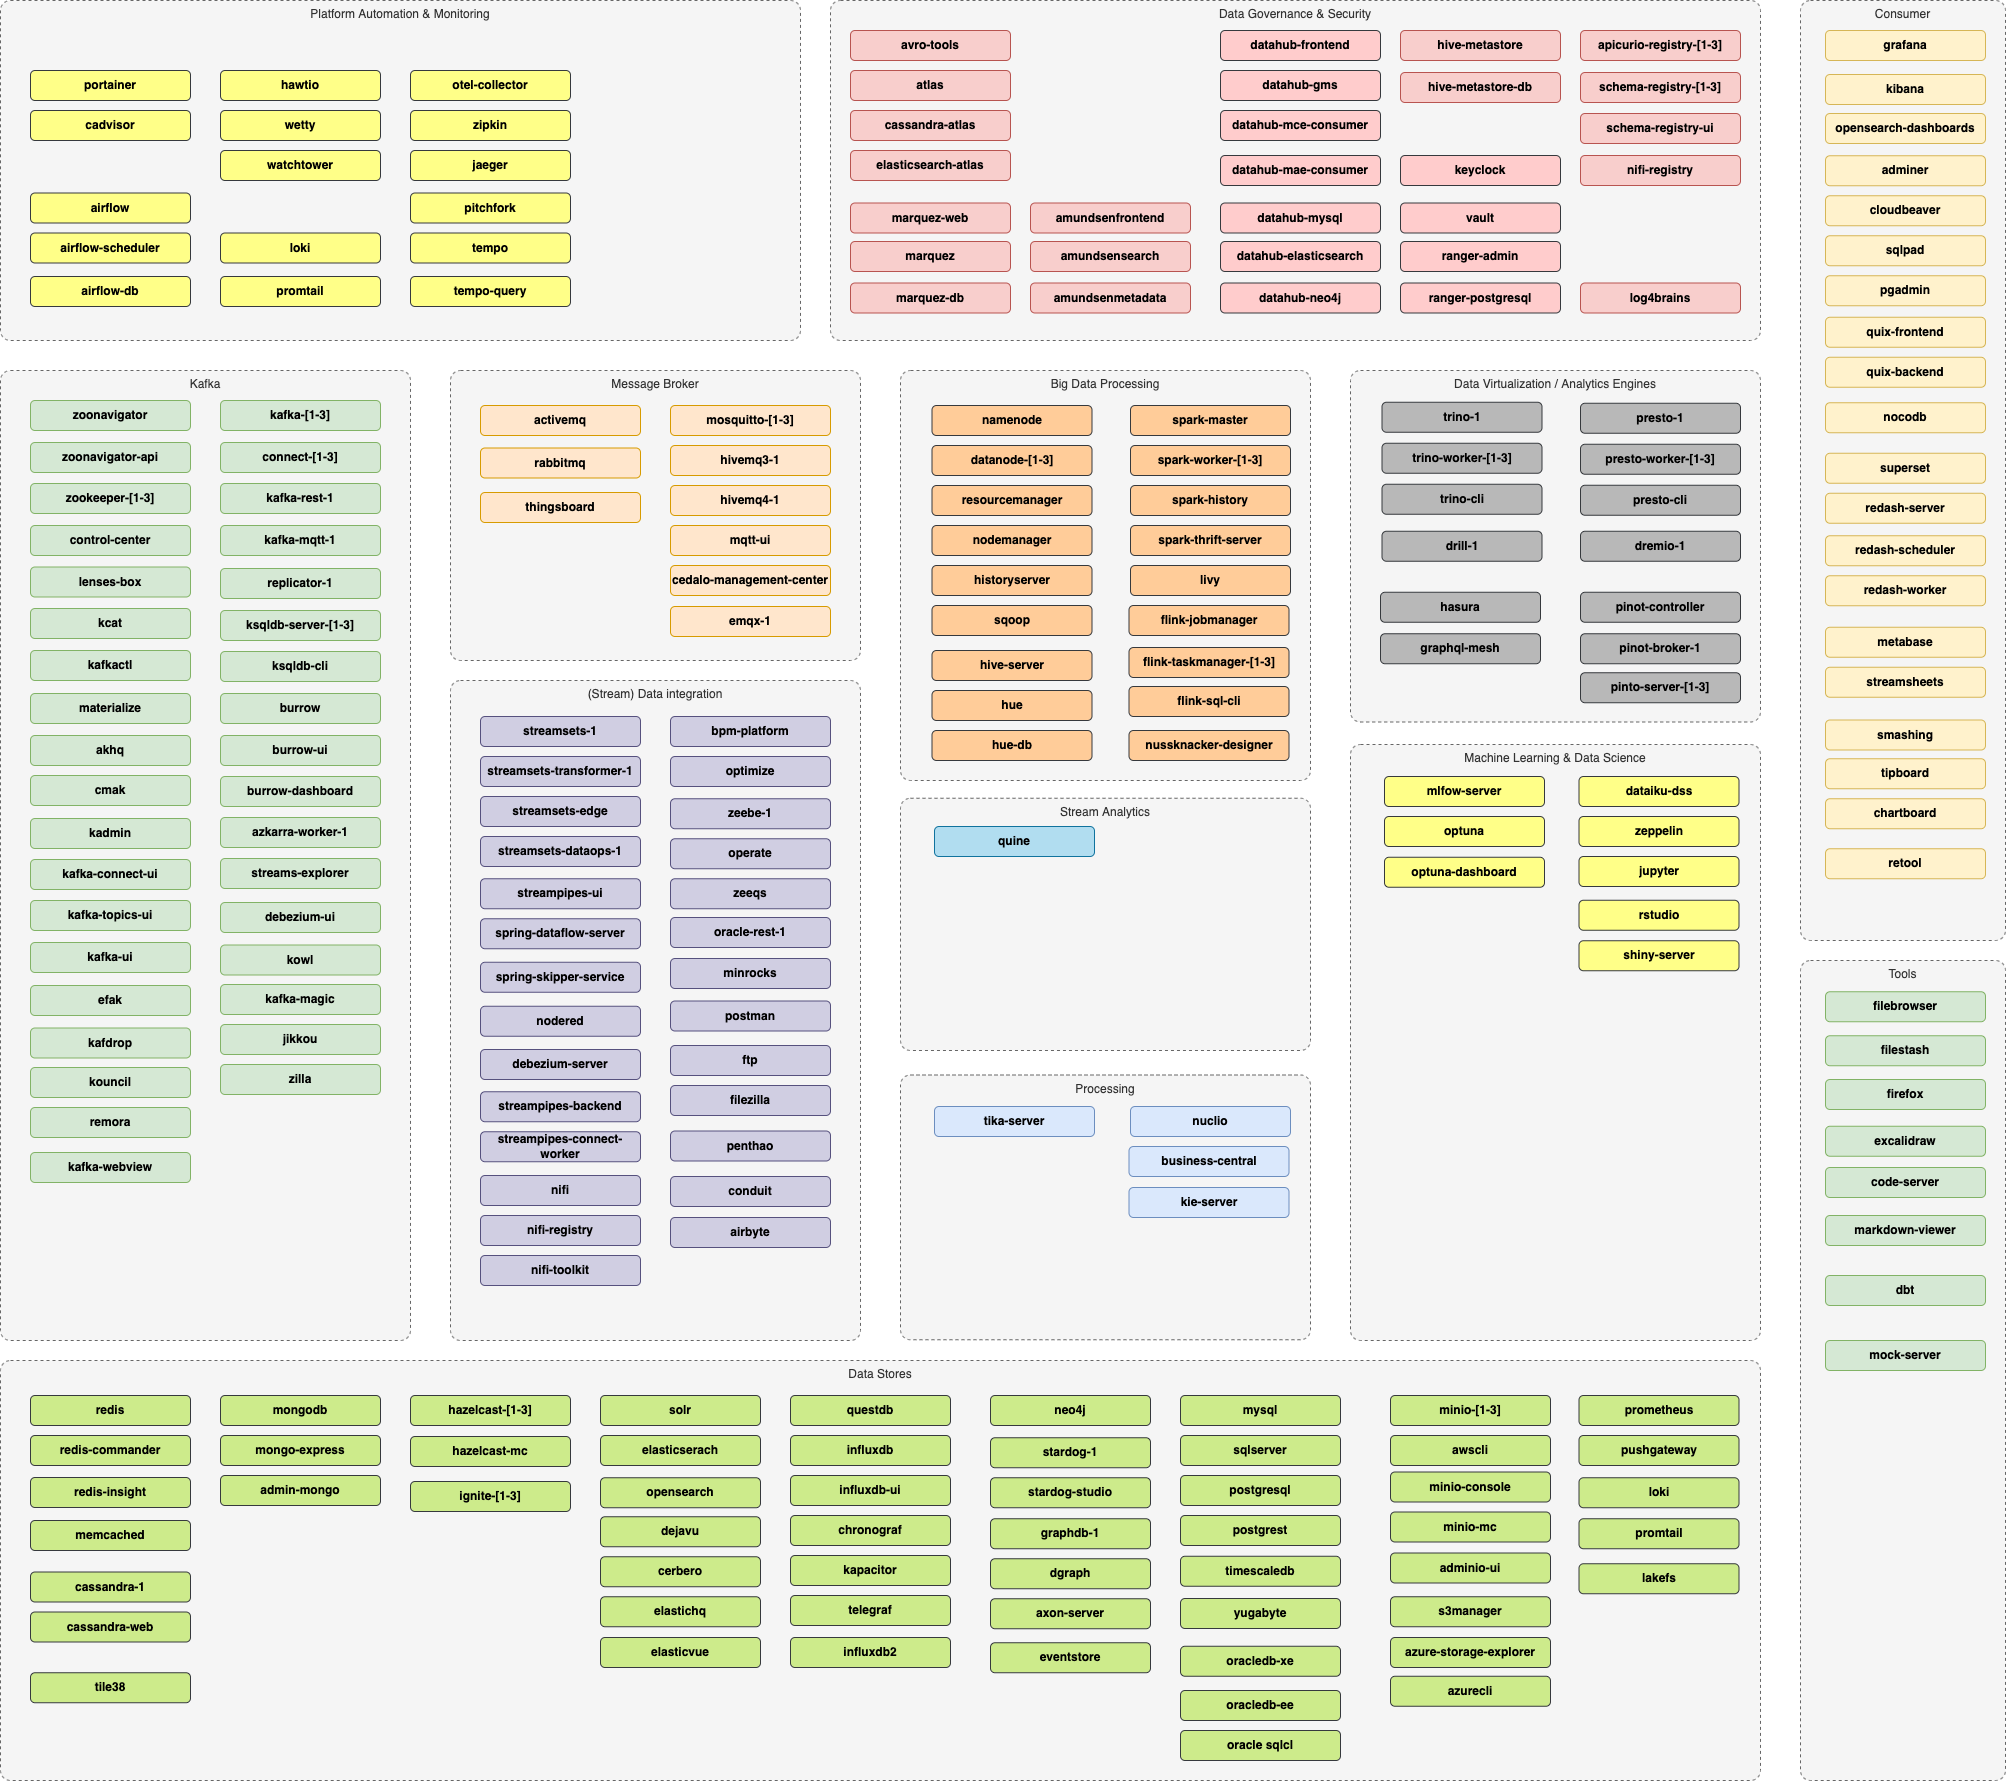 Platform Automation & Monitoring
portainer
cadvisor
airflow
airflow-scheduler
airflow-db
hawtio
wetty
watchtower
loki
promtail
otel-collector
zipkin
jaeger
pitchfork
tempo
tempo-query
Data Governance & Security
avro-tools
atlas
cassandra-atlas
elasticsearch-atlas
marquez-web
marquez
marquez-db
amundsenfrontend
amundsensearch
amundsenmetadata
datahub-frontend
datahub-gms
datahub-mce-consumer
datahub-mae-consumer
datahub-mysql
datahub-elasticsearch
datahub-neo4j
hive-metastore
hive-metastore-db
keyclock
vault
ranger-admin
ranger-postgresql
apicurio-registry-[1-3]
schema-registry-[1-3]
schema-registry-ui
nifi-registry
log4brains
Consumer
grafana
kibana
opensearch-dashboards
adminer
cloudbeaver
sqlpad
pgadmin
quix-frontend
quix-backend
nocodb
superset
redash-server
redash-scheduler
redash-worker
metabase
streamsheets
smashing
tipboard
chartboard
retool
Kafka
zoonavigator
zoonavigator-api
zookeeper-[1-3]
control-center
lenses-box
kcat
kafkactl
materialize
akhq
cmak
kadmin
kafka-connect-ui
kafka-topics-ui
kafka-ui
efak
kafdrop
kouncil
remora
kafka-webview
kafka-[1-3]
connect-[1-3]
kafka-rest-1
kafka-mqtt-1
replicator-1
ksqldb-server-[1-3]
ksqldb-cli
burrow
burrow-ui
burrow-dashboard
azkarra-worker-1
streams-explorer
debezium-ui
kowl
kafka-magic
jikkou
zilla
Message Broker
activemq
rabbitmq
thingsboard
mosquitto-[1-3]
hivemq3-1
hivemq4-1
mqtt-ui
cedalo-management-center
emqx-1
(Stream) Data integration
streamsets-1
streamsets-transformer-1
streamsets-edge
streamsets-dataops-1
streampipes-ui
spring-dataflow-server
spring-skipper-service
nodered
debezium-server
streampipes-backend
streampipes-connect-
worker
nifi
nifi-registry
nifi-toolkit
bpm-platform
optimize
zeebe-1
operate
zeeqs
oracle-rest-1
minrocks
postman
ftp
filezilla
penthao
conduit
airbyte
Big Data Processing
namenode
datanode-[1-3]
resourcemanager
nodemanager
historyserver
sqoop
hive-server
hue
hue-db
spark-master
spark-worker-[1-3]
spark-history
spark-thrift-server
livy
flink-jobmanager
flink-taskmanager-[1-3]
flink-sql-cli
nussknacker-designer
Stream Analytics
quine
Processing
tika-server
nuclio
business-central
kie-server
Data Virtualization / Analytics Engines
trino-1
trino-worker-[1-3]
trino-cli
drill-1
hasura
graphql-mesh
presto-1
presto-worker-[1-3]
presto-cli
dremio-1
pinot-controller
pinot-broker-1
pinto-server-[1-3]
Machine Learning & Data Science
mlfow-server
optuna
optuna-dashboard
dataiku-dss
zeppelin
jupyter
rstudio
shiny-server
Tools
filebrowser
filestash
firefox
excalidraw
code-server
markdown-viewer
dbt
mock-server
Data Stores
redis
redis-commander
redis-insight
memcached
cassandra-1
cassandra-web
tile38
mongodb
mongo-express
admin-mongo
hazelcast-[1-3]
hazelcast-mc
ignite-[1-3]
solr
elasticserach
opensearch
dejavu
cerbero
elastichq
elasticvue
questdb
influxdb
influxdb-ui
chronograf
kapacitor
telegraf
influxdb2
neo4j
stardog-1
stardog-studio
graphdb-1
dgraph
axon-server
eventstore
mysql
sqlserver
postgresql
postgrest
timescaledb
yugabyte
oracledb-xe
oracledb-ee
oracle sqlcl
minio-[1-3]
awscli
minio-console
minio-mc
adminio-ui
s3manager
azure-storage-explorer
azurecli
prometheus
pushgateway
loki
promtail
lakefs